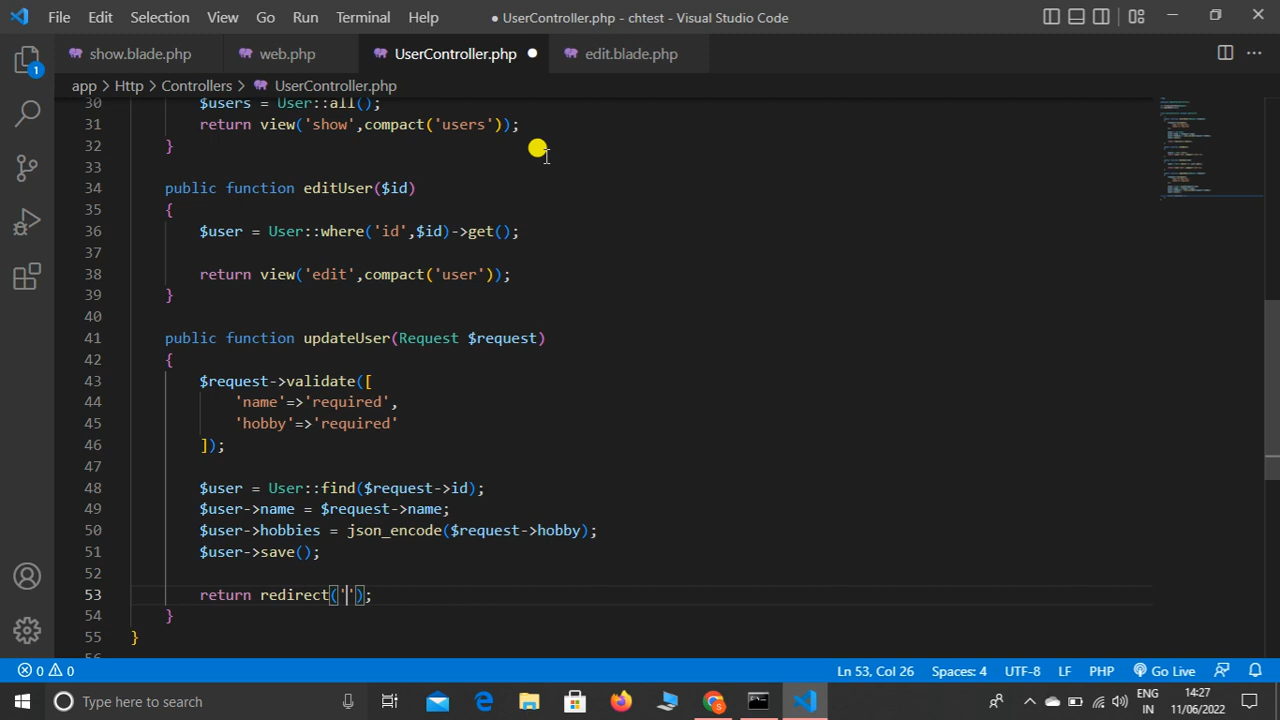 File Edit Selection View Go Run Terminal Help ● UserController.php - chtest - Visual Studio Code
show.blade.php web.php UserController.php edit.blade.php
app > Http > Controllers > UserController.php
30 $users = User::all();
31 return view('show',compact('users'));
32 }
33
34 public function editUser($id)
35 {
36 $user = User::where('id',$id)->get();
37
38 return view('edit',compact('user'));
39 }
40
41 public function updateUser(Request $request)
42 {
43 $request->validate([
44 'name'=>'required',
45 'hobby'=>'required'
46 ]);
47
48 $user = User::find($request->id);
49 $user->name = $request->name;
50 $user->hobbies = json_encode($request->hobby);
51 $user->save();
52
53 return redirect('');
54 }
55 }
56
1
0 0 Ln 53, Col 26 Spaces: 4 UTF-8 LF PHP Go Live
Type here to search ENG IN 14:27 11/06/2022